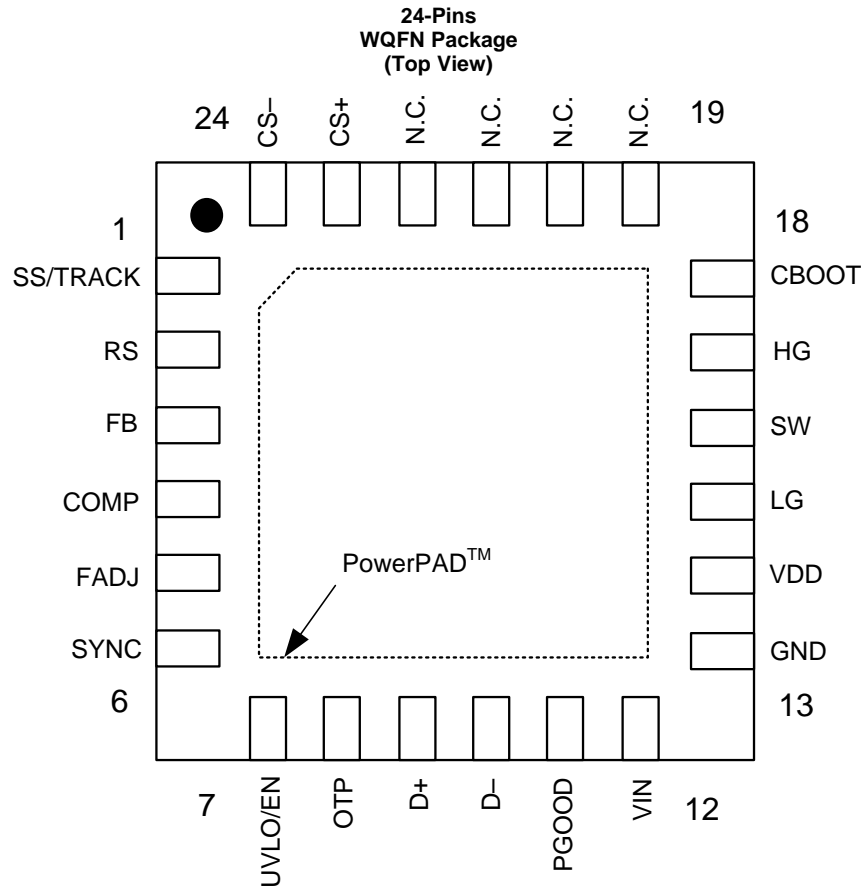 24-Pins
WQFN Package
(Top View)
24
CS–
CS+
N.C.
N.C.
N.C.
N.C.
19
1
18
SS/TRACK
CBOOT
RS
HG
FB
SW
COMP
LG
FADJ
PowerPAD™
VDD
SYNC
GND
6
13
7
UVLO/EN
OTP
D+
D–
PGOOD
VIN
12